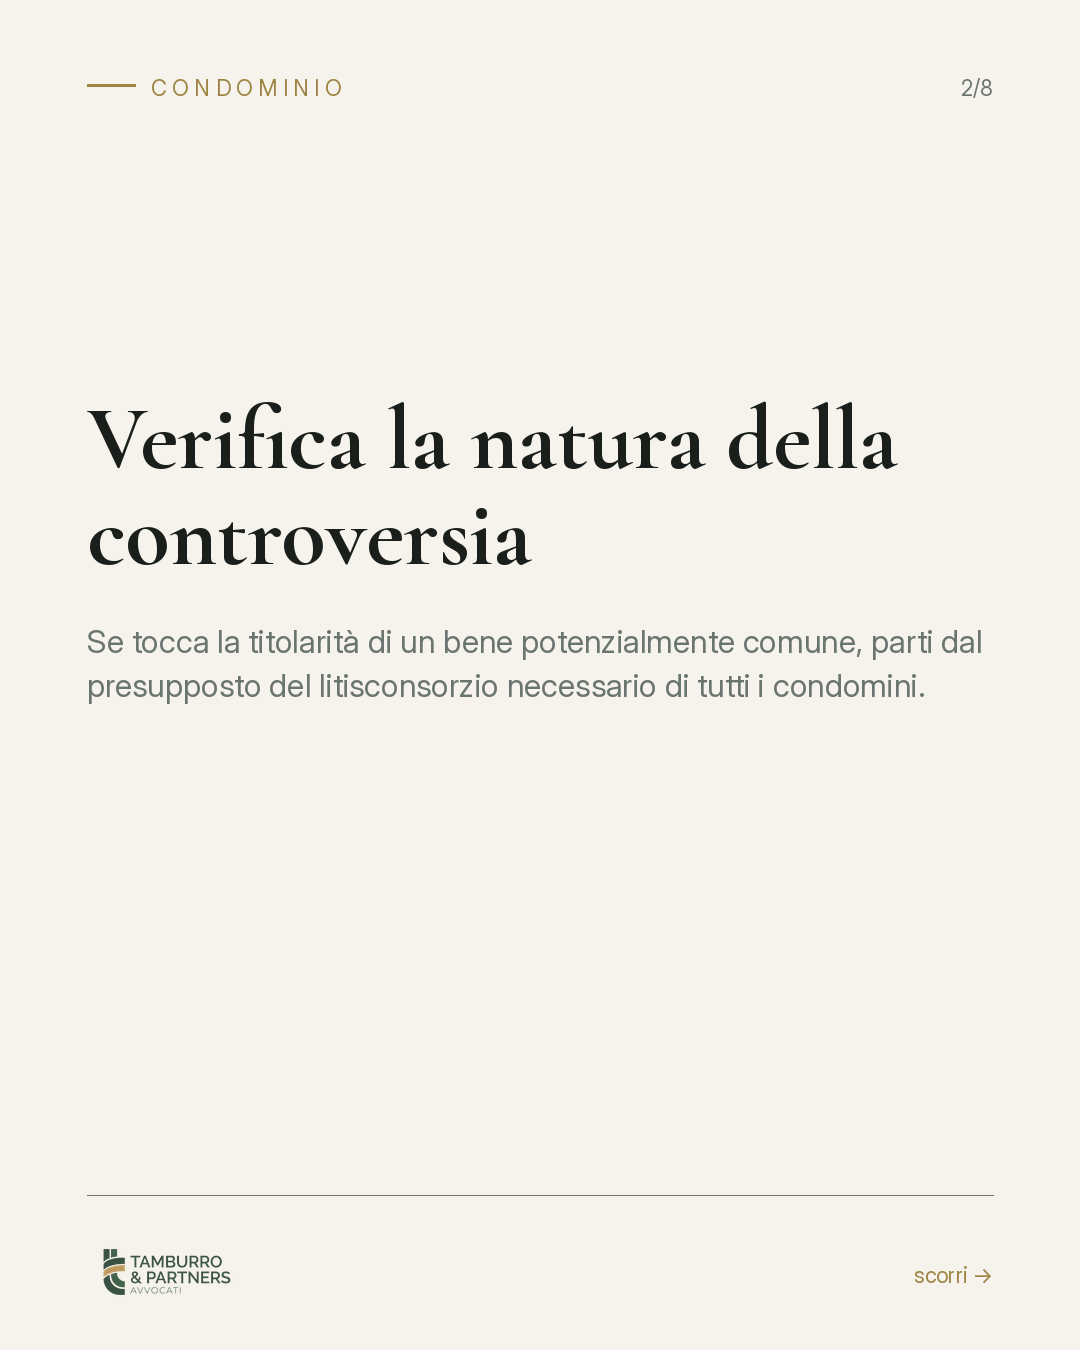 CONDOMINIO
2/8
Verifica la natura della
controversia
Se tocca la titolarità di un bene potenzialmente comune, parti dal
presupposto del litisconsorzio necessario di tutti i condomini.
TAMBURRO
& PARTNERS
AVVOCATI
scorri →